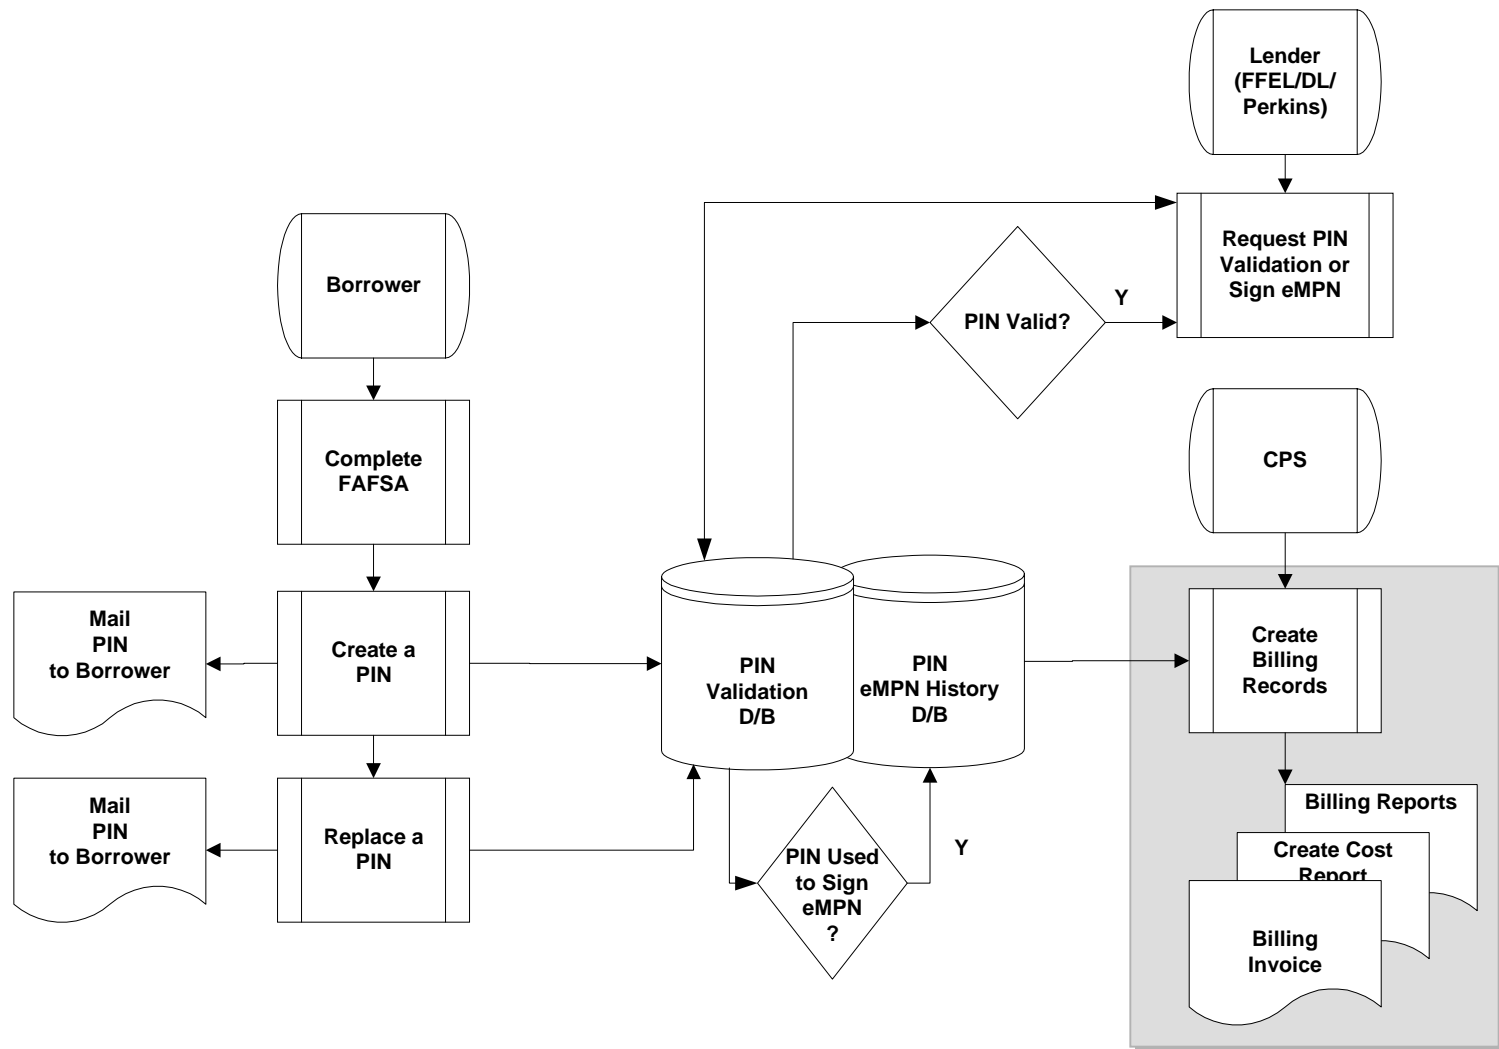 Lender
(FFEL/DL/
Perkins)
Request PIN
Validation or
Sign eMPN
Borrower
PIN Valid?
Y
Complete
FAFSA
CPS
Mail
PIN
to Borrower
Create a
PIN
PIN
Validation
D/B
PIN
eMPN History
D/B
Create
Billing
Records
Mail
PIN
to Borrower
Replace a
PIN
PIN Used
to Sign
eMPN
?
Y
Billing Reports
Create Cost
Report
Billing
Invoice